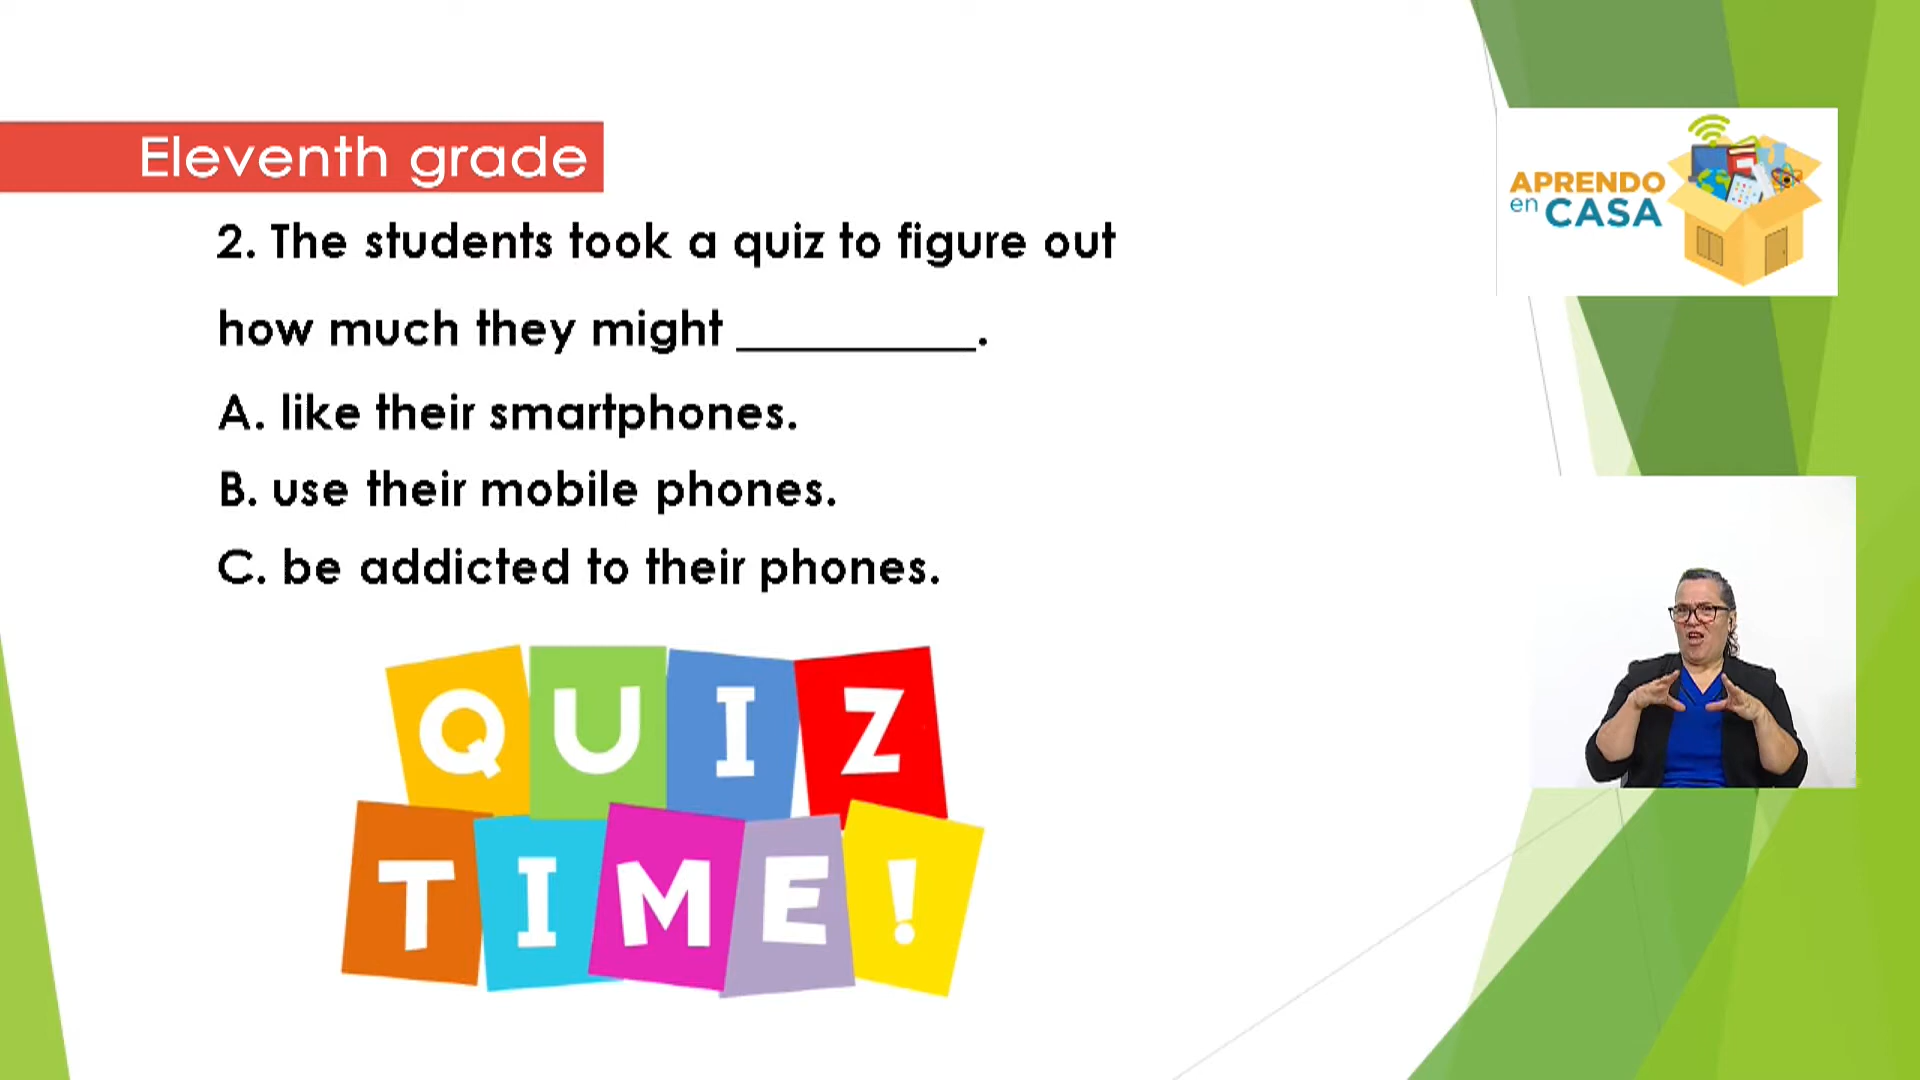 Eleventh grade
APRENDO
en CASA
2. The students took a quiz to figure out
how much they might __________.
A. like their smartphones.
B. use their mobile phones.
C. be addicted to their phones.
QUIZ
TIME!